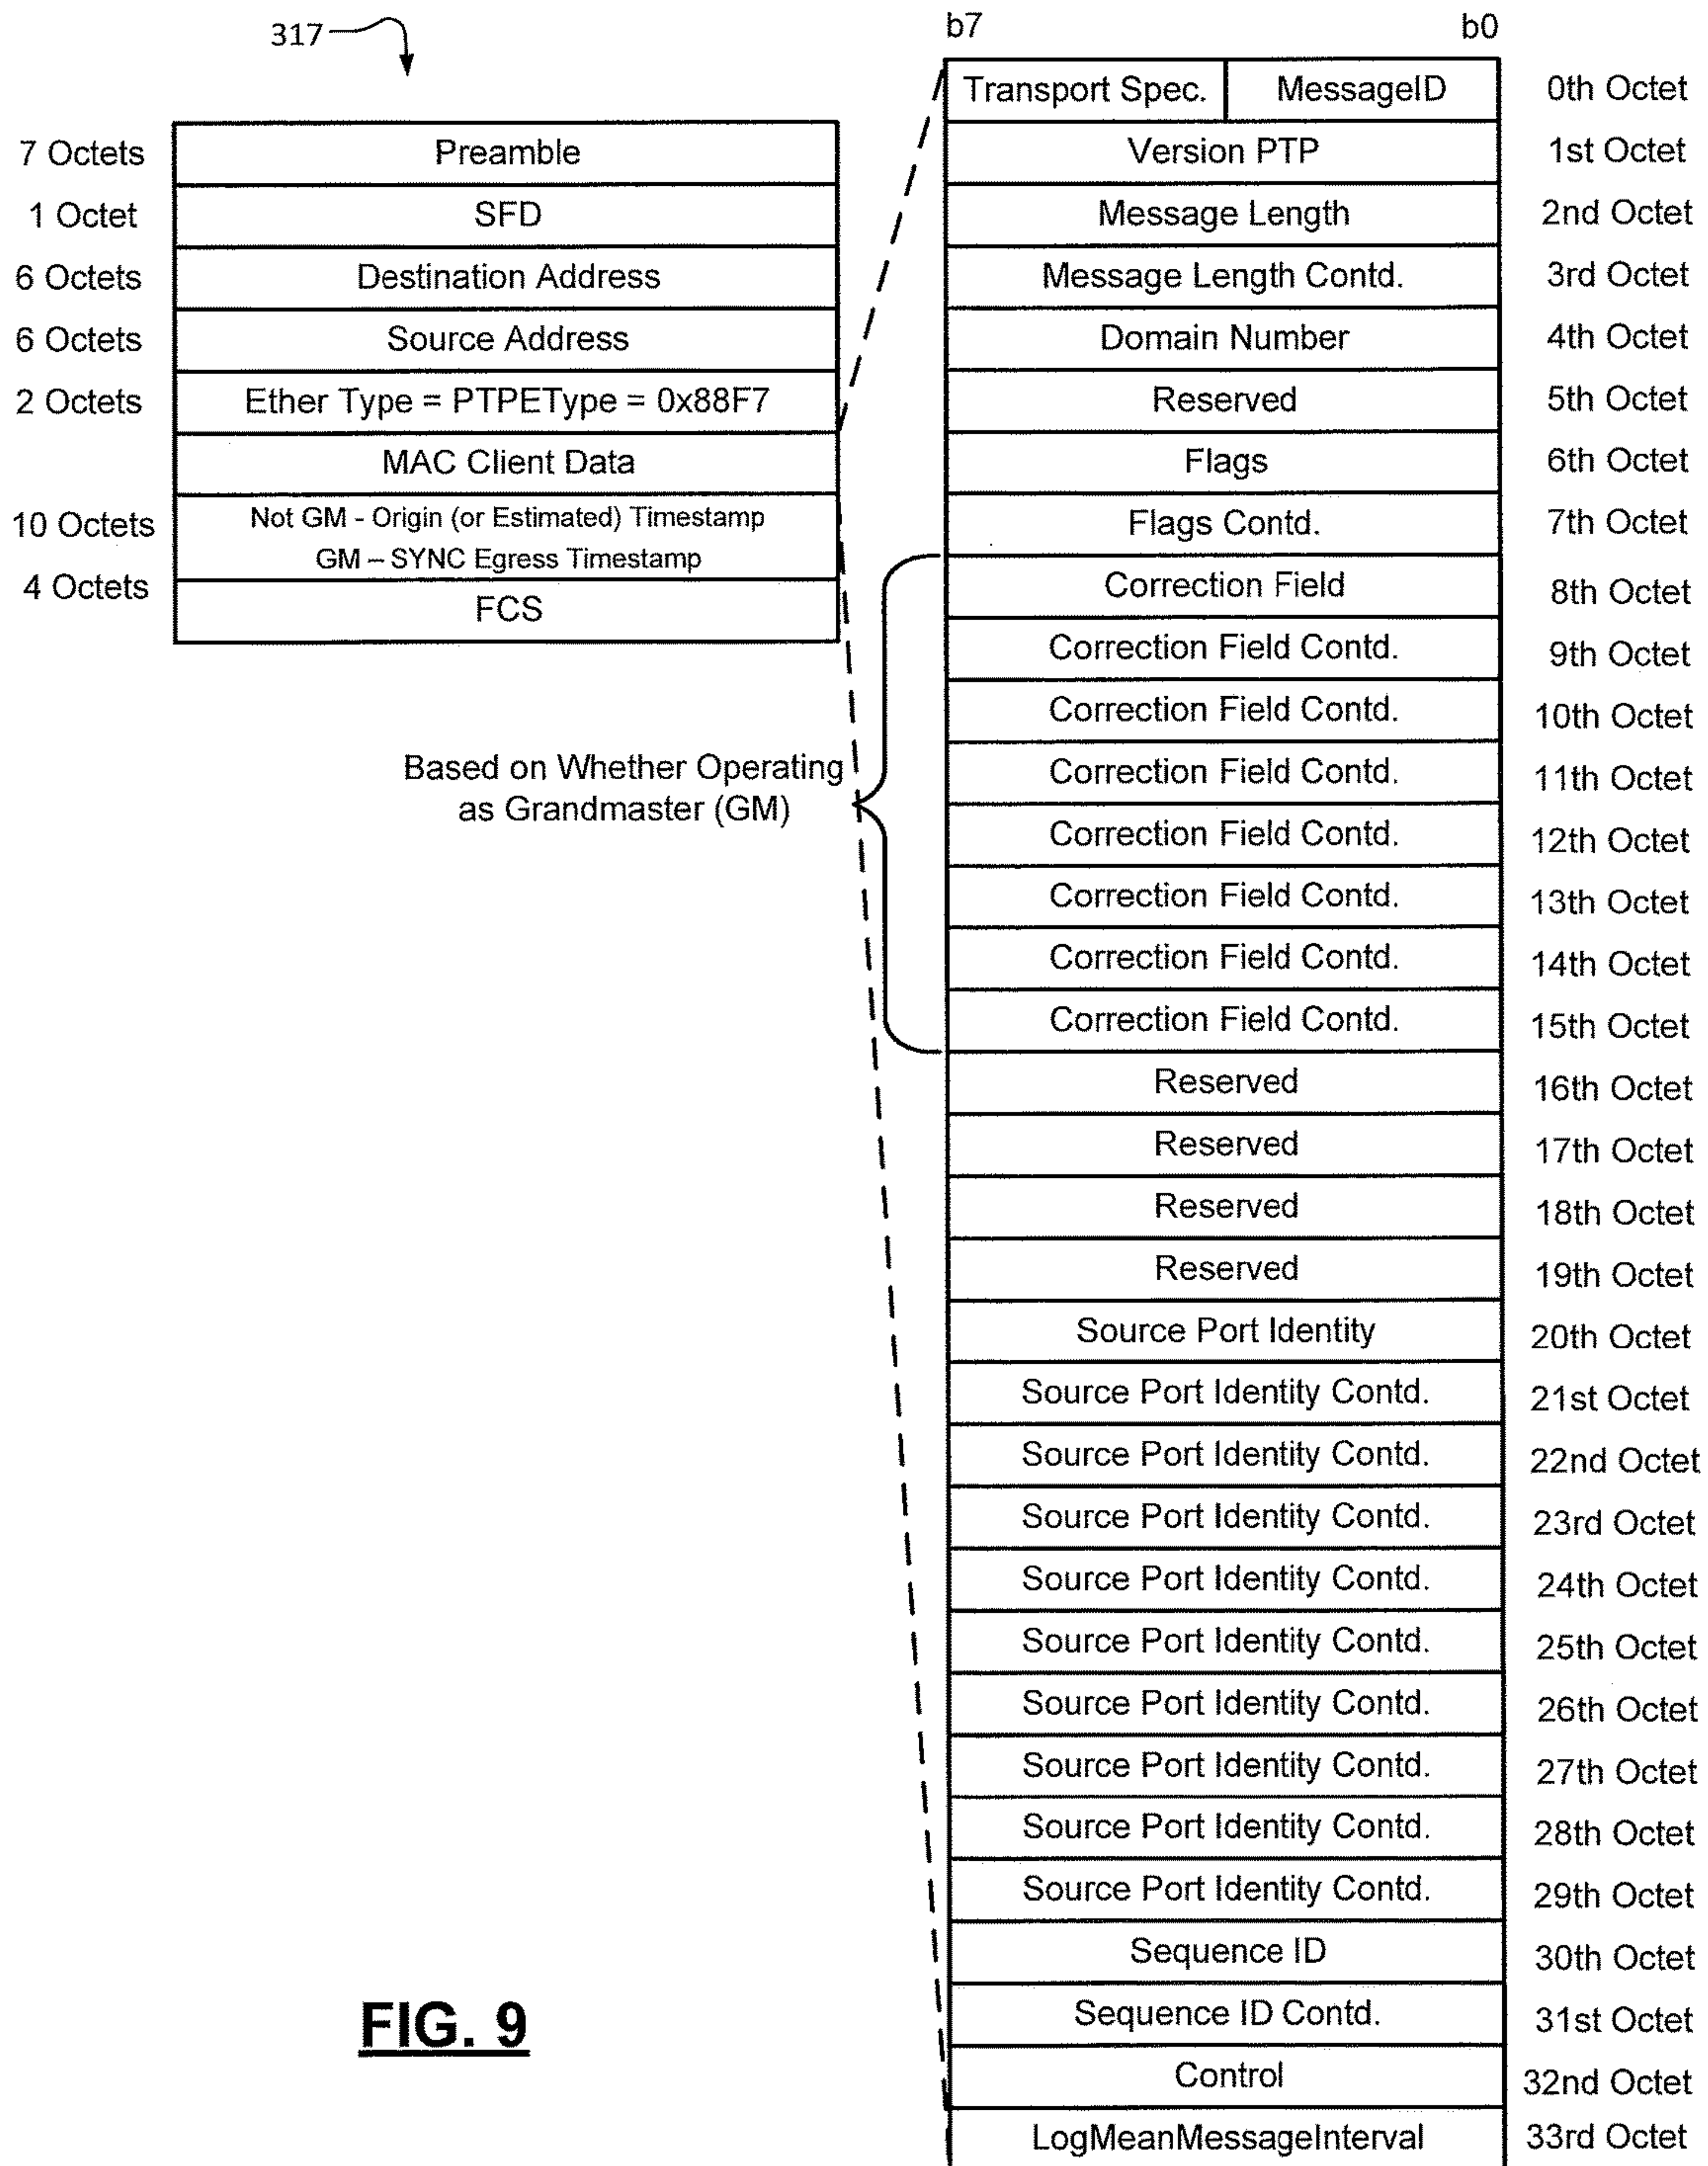 317
7 Octets Preamble
1 Octet SFD
6 Octets Destination Address
6 Octets Source Address
2 Octets Ether Type = PTPEType = 0x88F7
MAC Client Data
10 Octets Not GM - Origin (or Estimated) Timestamp
GM – SYNC Egress Timestamp
4 Octets FCS
Based on Whether Operating
as Grandmaster (GM)
b7 b0
Transport Spec. MessageID 0th Octet
Version PTP 1st Octet
Message Length 2nd Octet
Message Length Contd. 3rd Octet
Domain Number 4th Octet
Reserved 5th Octet
Flags 6th Octet
Flags Contd. 7th Octet
Correction Field 8th Octet
Correction Field Contd. 9th Octet
Correction Field Contd. 10th Octet
Correction Field Contd. 11th Octet
Correction Field Contd. 12th Octet
Correction Field Contd. 13th Octet
Correction Field Contd. 14th Octet
Correction Field Contd. 15th Octet
Reserved 16th Octet
Reserved 17th Octet
Reserved 18th Octet
Reserved 19th Octet
Source Port Identity 20th Octet
Source Port Identity Contd. 21st Octet
Source Port Identity Contd. 22nd Octet
Source Port Identity Contd. 23rd Octet
Source Port Identity Contd. 24th Octet
Source Port Identity Contd. 25th Octet
Source Port Identity Contd. 26th Octet
Source Port Identity Contd. 27th Octet
Source Port Identity Contd. 28th Octet
Source Port Identity Contd. 29th Octet
Sequence ID 30th Octet
Sequence ID Contd. 31st Octet
Control 32nd Octet
LogMeanMessageInterval 33rd Octet
FIG. 9